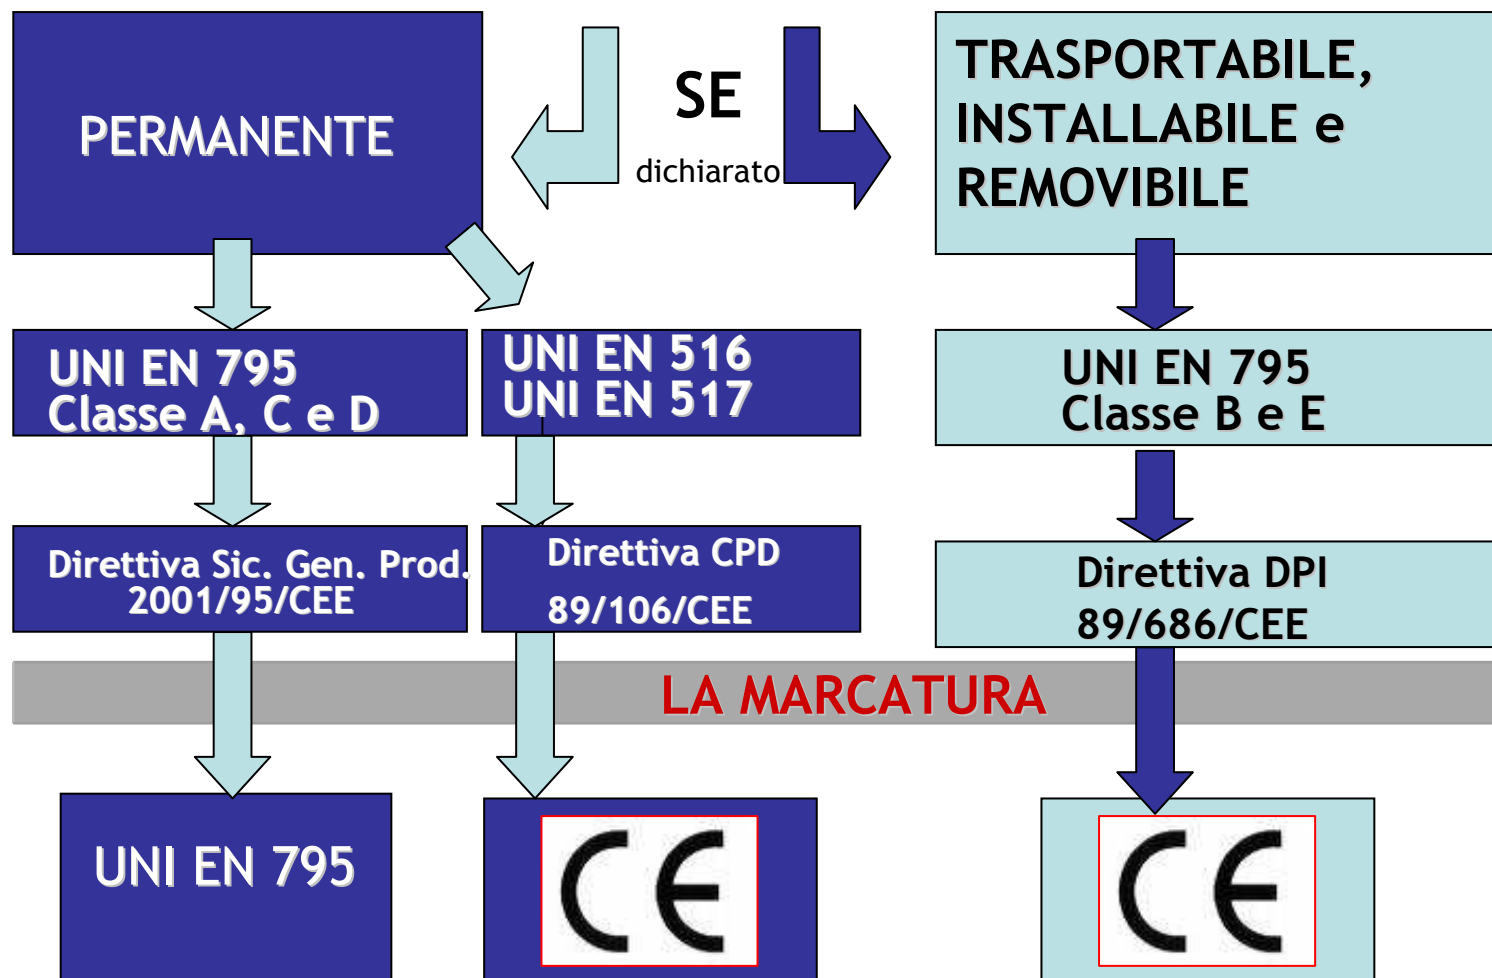 PERMANENTE
SE
dichiarato
TRASPORTABILE,
INSTALLABILE e
REMOVIBILE
UNI EN 795
Classe A, C e D
UNI EN 516
UNI EN 517
UNI EN 795
Classe B e E
Direttiva Sic. Gen. Prod.
2001/95/CEE
Direttiva CPD
89/106/CEE
Direttiva DPI
89/686/CEE
LA MARCATURA
UNI EN 795
CE
CE